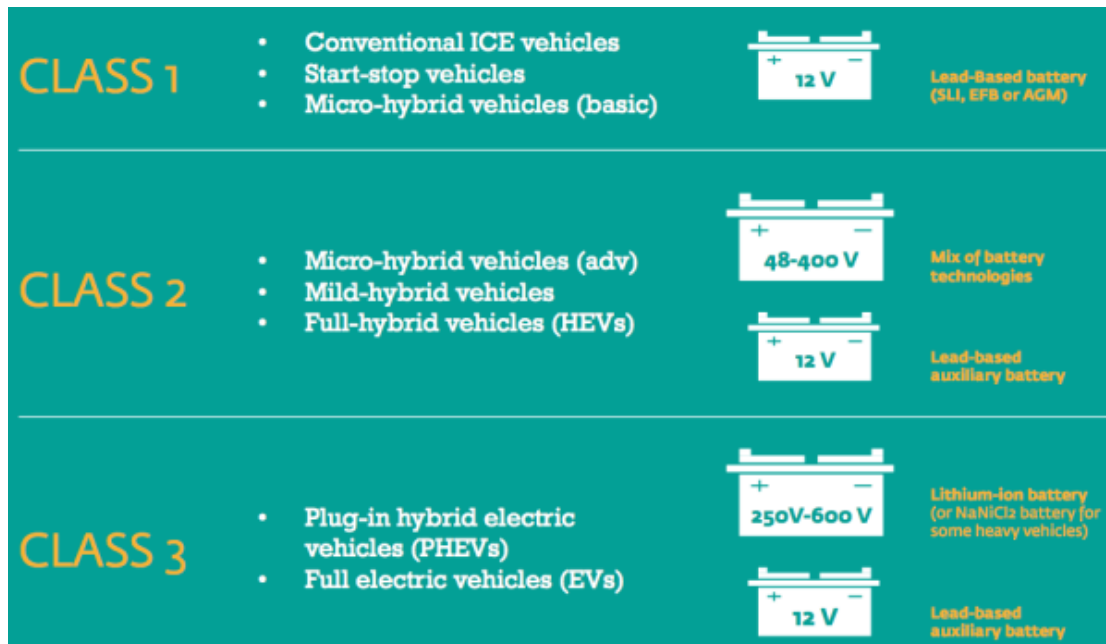 CLASS 1
• Conventional ICE vehicles
• Start-stop vehicles
• Micro-hybrid vehicles (basic)
+ −
12 V
Lead-Based battery
(SLI, EFB or AGM)
CLASS 2
• Micro-hybrid vehicles (adv)
• Mild-hybrid vehicles
• Full-hybrid vehicles (HEVs)
+ −
48-400 V
Mix of battery
technologies
+ −
12 V
Lead-based
auxiliary battery
CLASS 3
• Plug-in hybrid electric
vehicles (PHEVs)
• Full electric vehicles (EVs)
+ −
250V-600 V
Lithium-ion battery
(or NaNiCl2 battery for
some heavy vehicles)
+ −
12 V
Lead-based
auxiliary battery